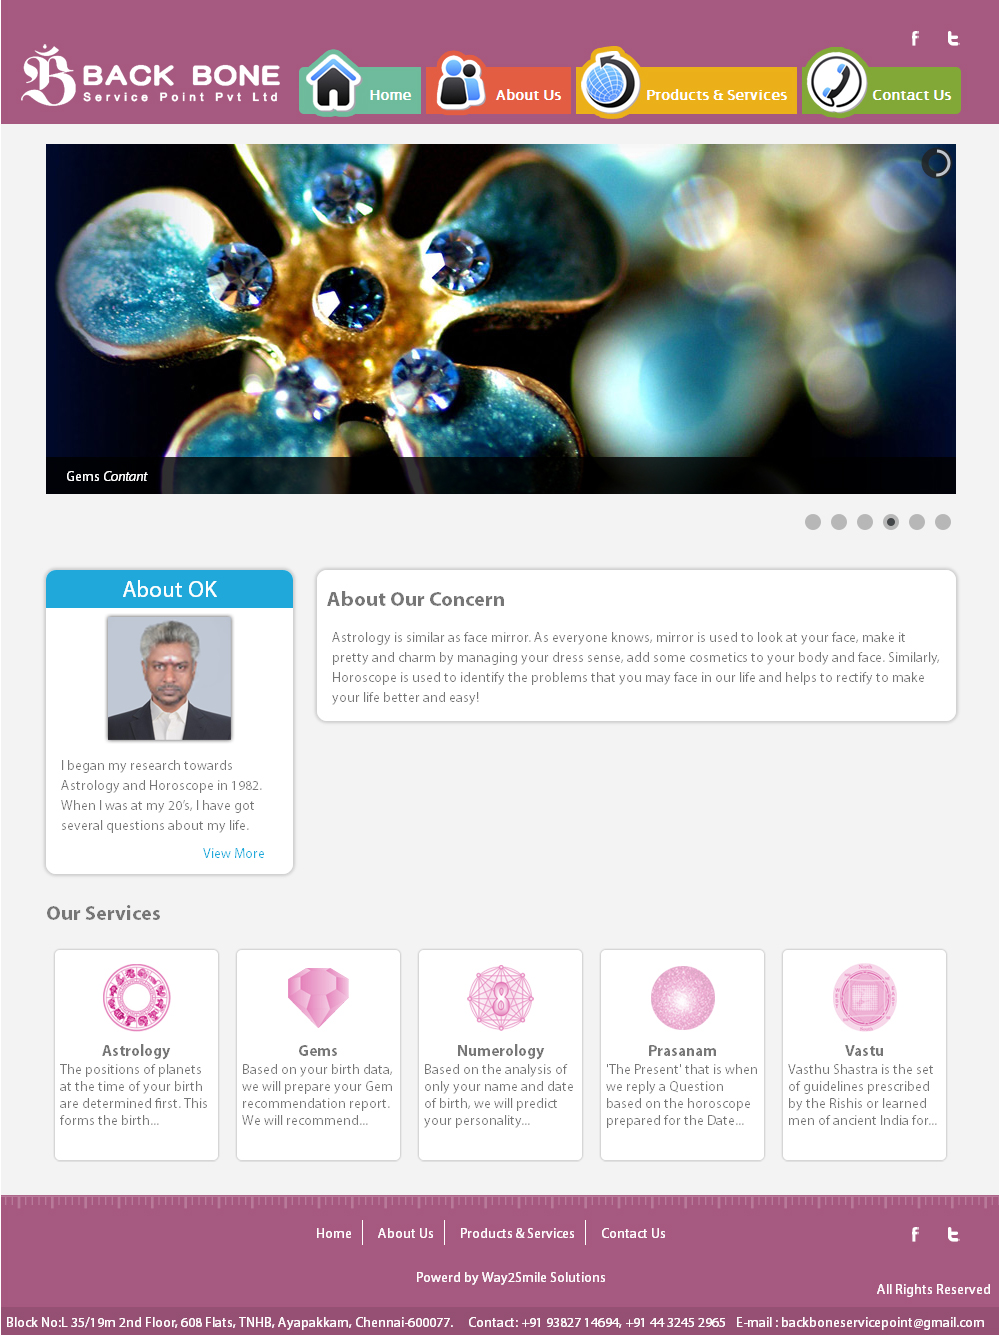 BACK BONE
Service Point Pvt Ltd
Home
About Us
Products & Services
Contact Us
Gems Contant
About OK
I began my research towards
Astrology and Horoscope in 1982.
When I was at my 20's, I have got
several questions about my life.
View More
About Our Concern
Astrology is similar as face mirror. As everyone knows, mirror is used to look at your face, make it
pretty and charm by managing your dress sense, add some cosmetics to your body and face. Similarly,
Horoscope is used to identify the problems that you may face in our life and helps to rectify to make
your life better and easy!
Our Services
Astrology
The positions of planets
at the time of your birth
are determined first. This
forms the birth...
Gems
Based on your birth data,
we will prepare your Gem
recommendation report.
We will recommend...
Numerology
Based on the analysis of
only your name and date
of birth, we will predict
your personality...
Prasanam
'The Present' that is when
we reply a Question
based on the horoscope
prepared for the Date...
Vastu
Vasthu Shastra is the set
of guidelines prescribed
by the Rishis or learned
men of ancient India for...
Home
About Us
Products & Services
Contact Us
Powerd by Way2Smile Solutions
All Rights Reserved
Block No:L 35/19m 2nd Floor, 608 Flats, TNHB, Ayapakkam, Chennai-600077. Contact: +91 93827 14694, +91 44 3245 2965 E-mail : backboneservicepoint@gmail.com